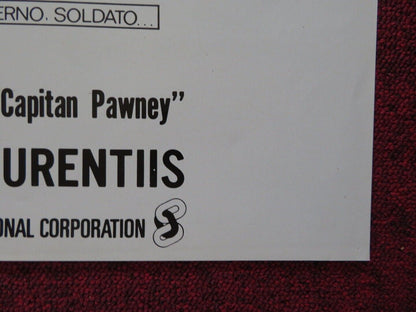 ERNO. SOLDATO...
Capitan Pawney”
URENTIIS
ONAL CORPORATION